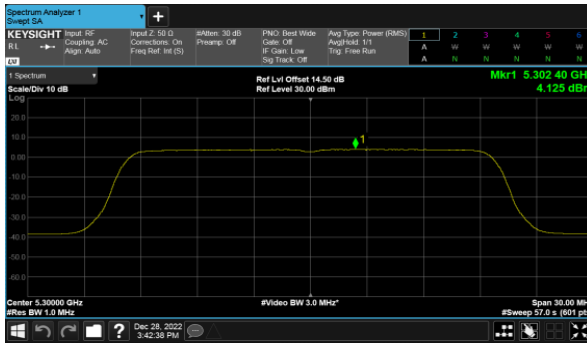 Spectrum Analyzer 1
Swept SA
+
KEYSIGHT
Input: RF
Input Z: 50 Ω
#Atten: 30 dB
PNO: Best Wide
Avg Type: Power (RMS)
1 2 3 4 5 6
RL
Coupling: AC
Corrections: On
Preamp: Off
Gate: Off
Avg|Hold: 1/1
A W W W W W
Align: Auto
Freq Ref: Int (S)
IF Gain: Low
Trig: Free Run
Sig Track: Off
A N N N N N
1 Spectrum
Ref Lvl Offset 14.50 dB
Mkr1 5.302 40 GH
Scale/Div 10 dB
Ref Level 30.00 dBm
4.125 dBr
Log
20.0
10.0
1
0.00
-10.0
-20.0
-30.0
-40.0
-50.0
-60.0
Center 5.30000 GHz
#Video BW 3.0 MHz*
Span 30.00 MH
#Res BW 1.0 MHz
#Sweep 57.0 s (601 pt
?
Dec 28, 2022
3:42:38 PM